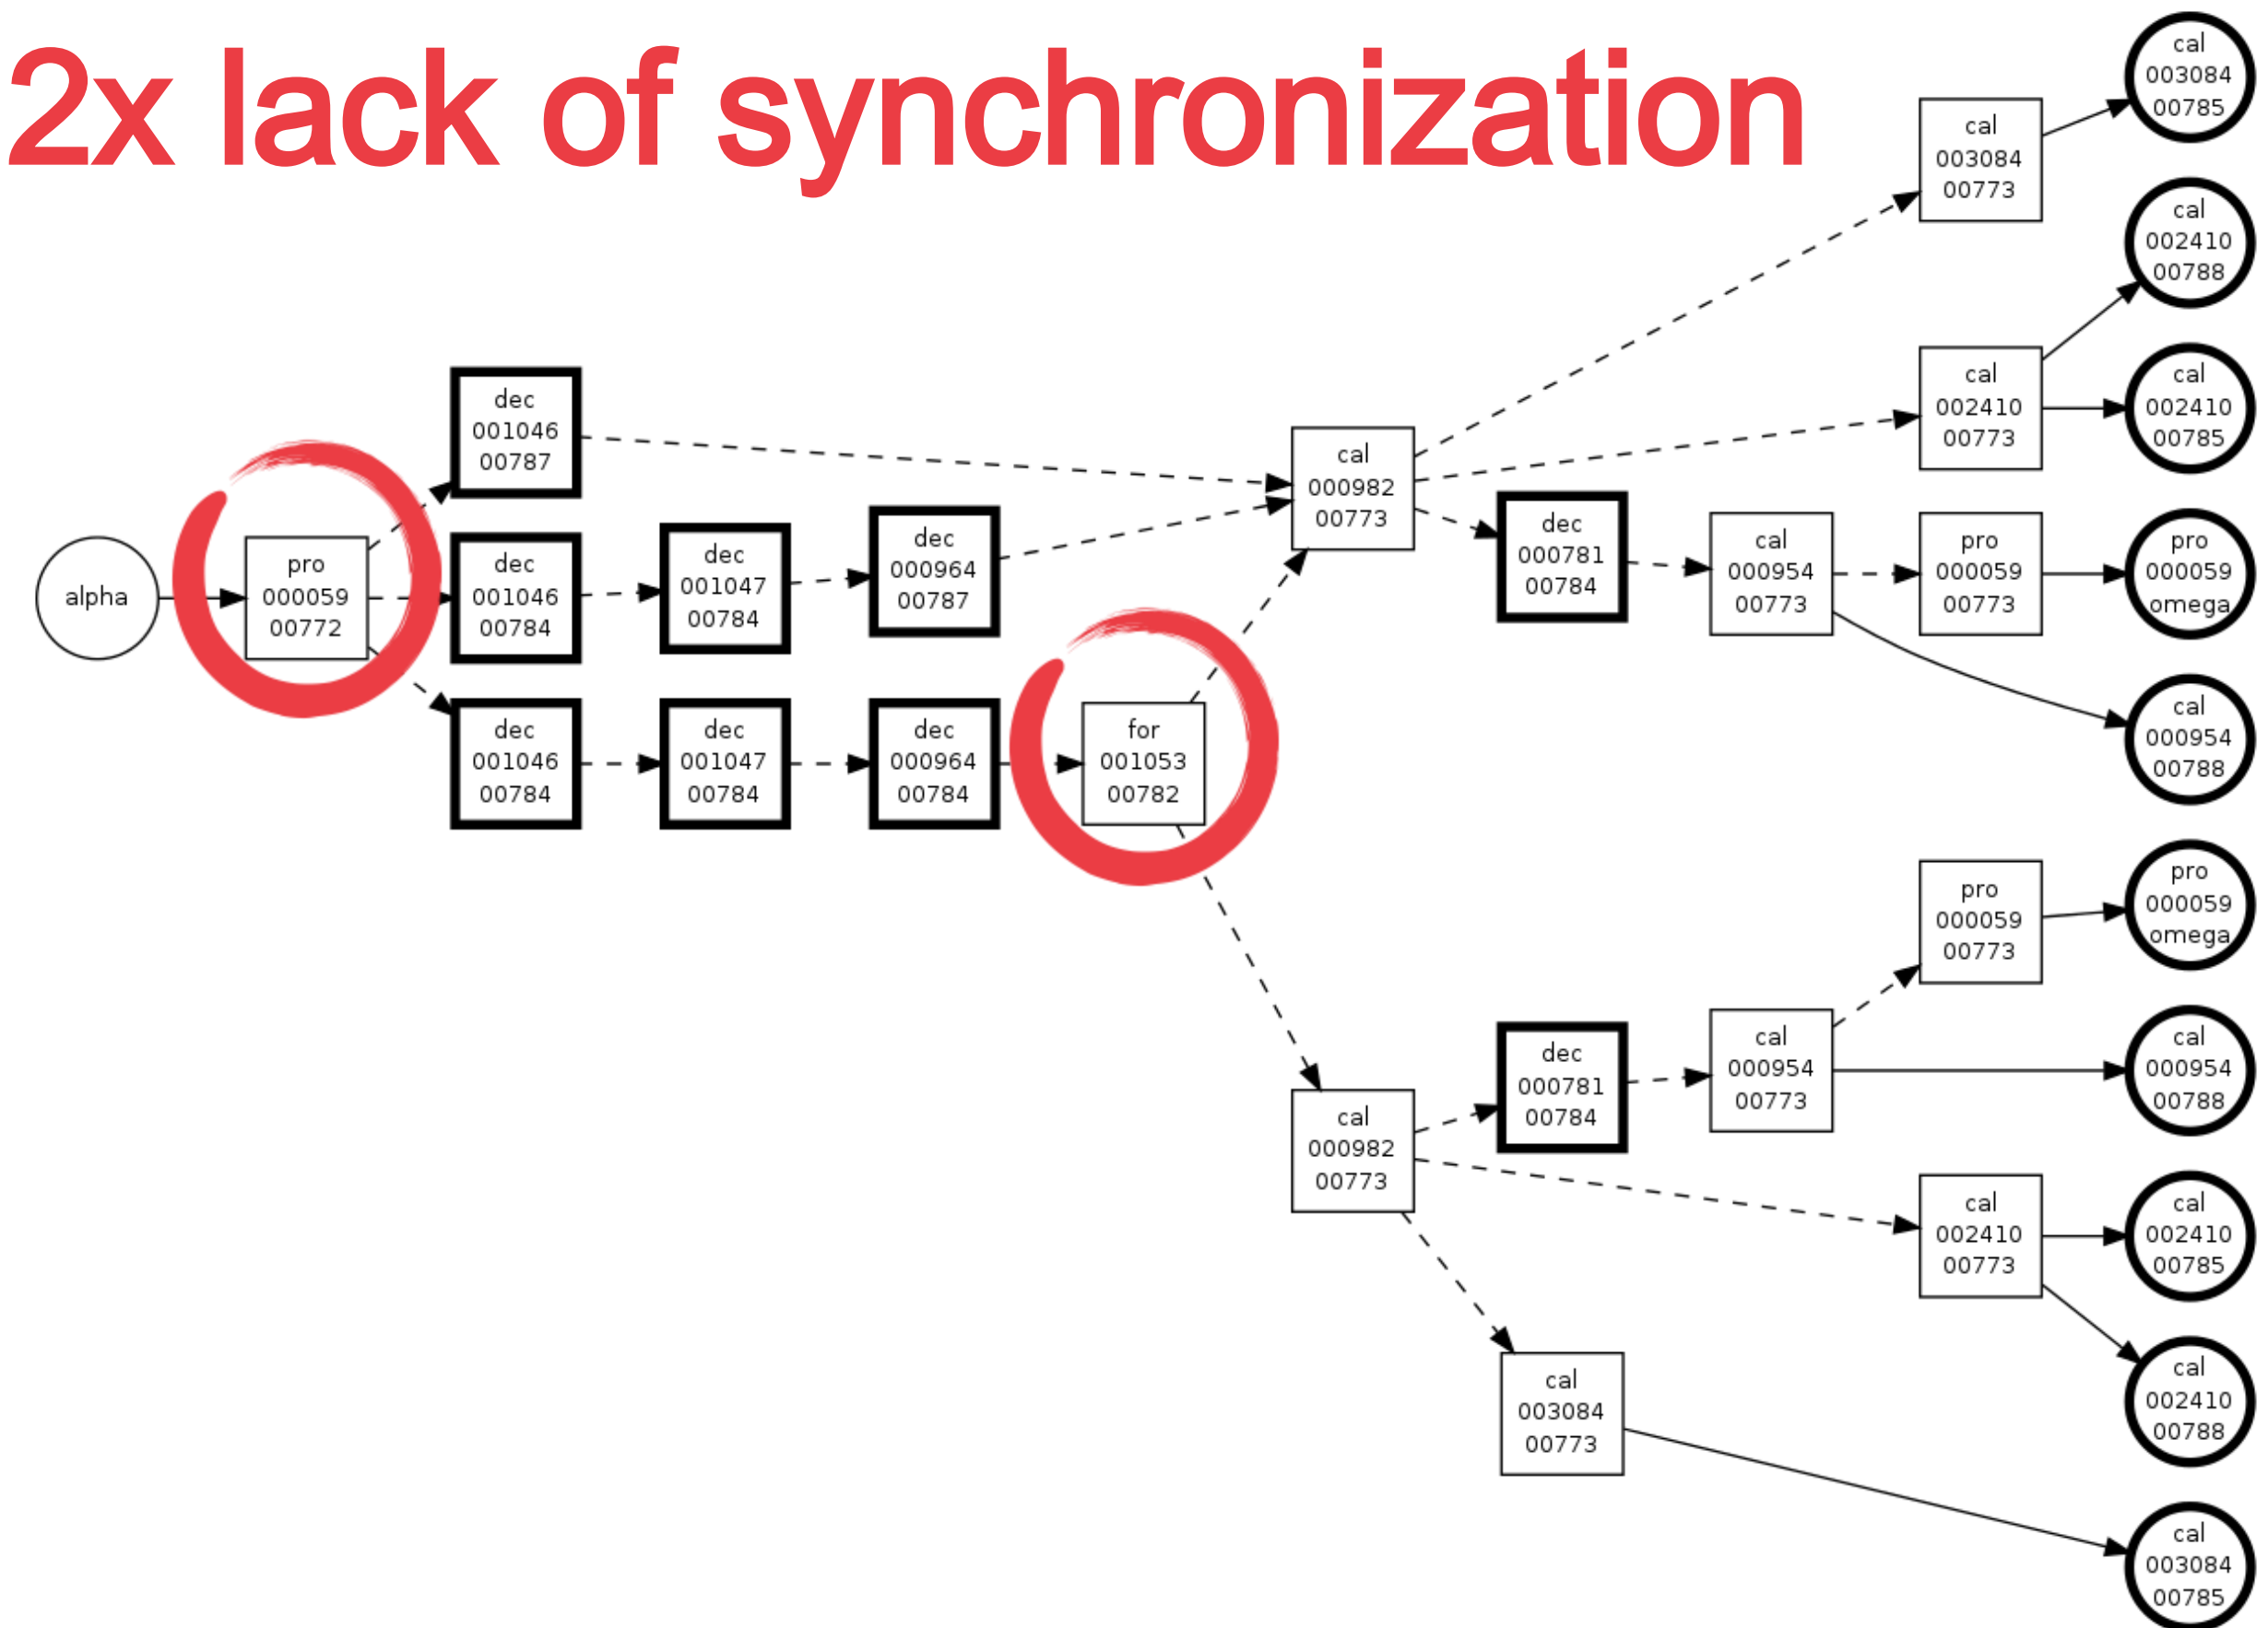 2x lack of synchronization
cal
003084
00785
cal
003084
00773
cal
002410
00788
cal
002410
00773
cal
002410
00785
dec
001046
00787
cal
000982
00773
dec
000781
00784
cal
000954
00773
pro
000059
00773
pro
000059
omega
alpha
pro
000059
00772
dec
001046
00784
dec
001047
00784
dec
000964
00787
cal
000954
00788
dec
001046
00784
dec
001047
00784
dec
000964
00784
for
001053
00782
pro
000059
00773
pro
000059
omega
dec
000781
00784
cal
000954
00773
cal
000954
00788
cal
000982
00773
cal
002410
00773
cal
002410
00785
cal
002410
00788
cal
003084
00773
cal
003084
00785